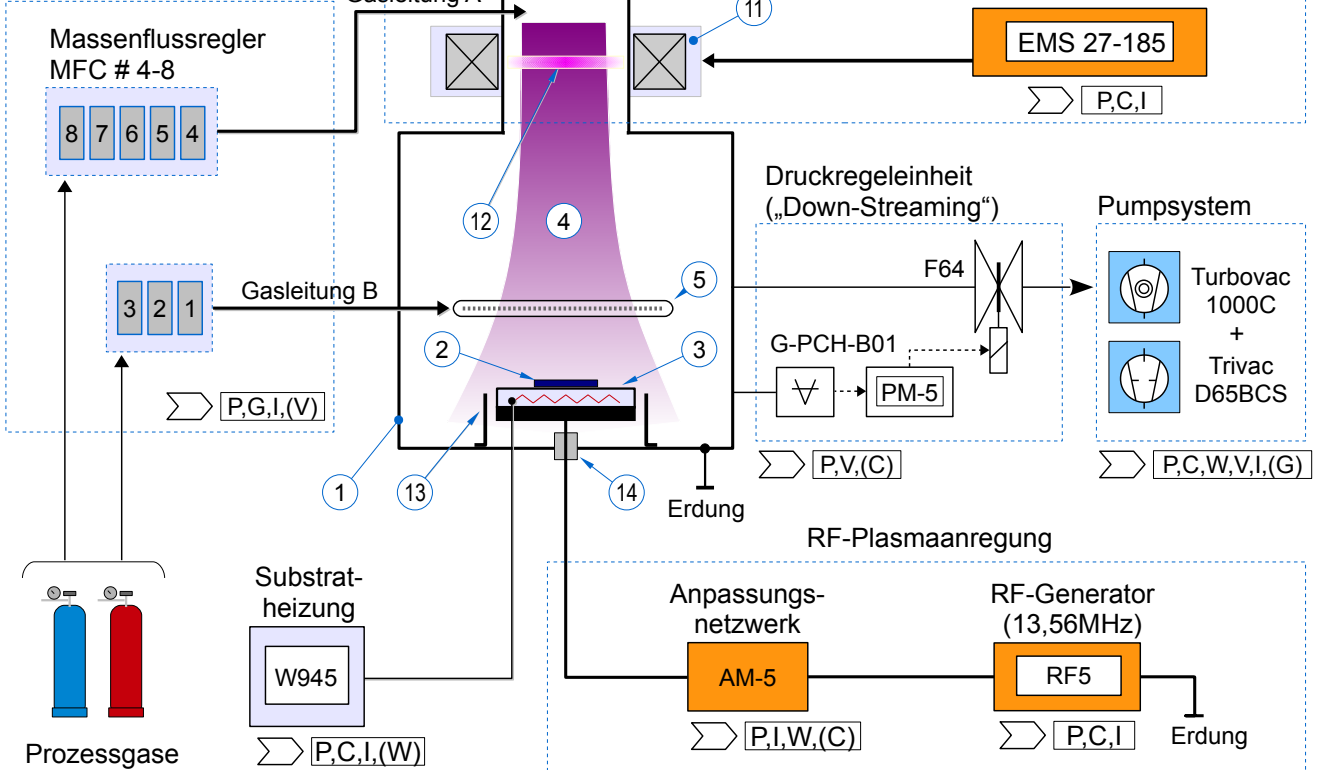 Gasleitung A
11
Massenflussregler
MFC # 4-8
EMS 27-185
P,C,I
8 7 6 5 4
12
4
Druckregeleinheit
(„Down-Streaming“)
Pumpsystem
F64
Turbovac
1000C
+
Trivac
D65BCS
3 2 1
Gasleitung B
5
2
3
G-PCH-B01
PM-5
P,G,I,(V)
1
13
14
Erdung
P,V,(C)
P,C,W,V,I,(G)
RF-Plasmaanregung
Substrat-
heizung
W945
P,C,I,(W)
Anpassungs-
netzwerk
AM-5
P,I,W,(C)
RF-Generator
(13,56MHz)
RF5
P,C,I
Erdung
Prozessgase